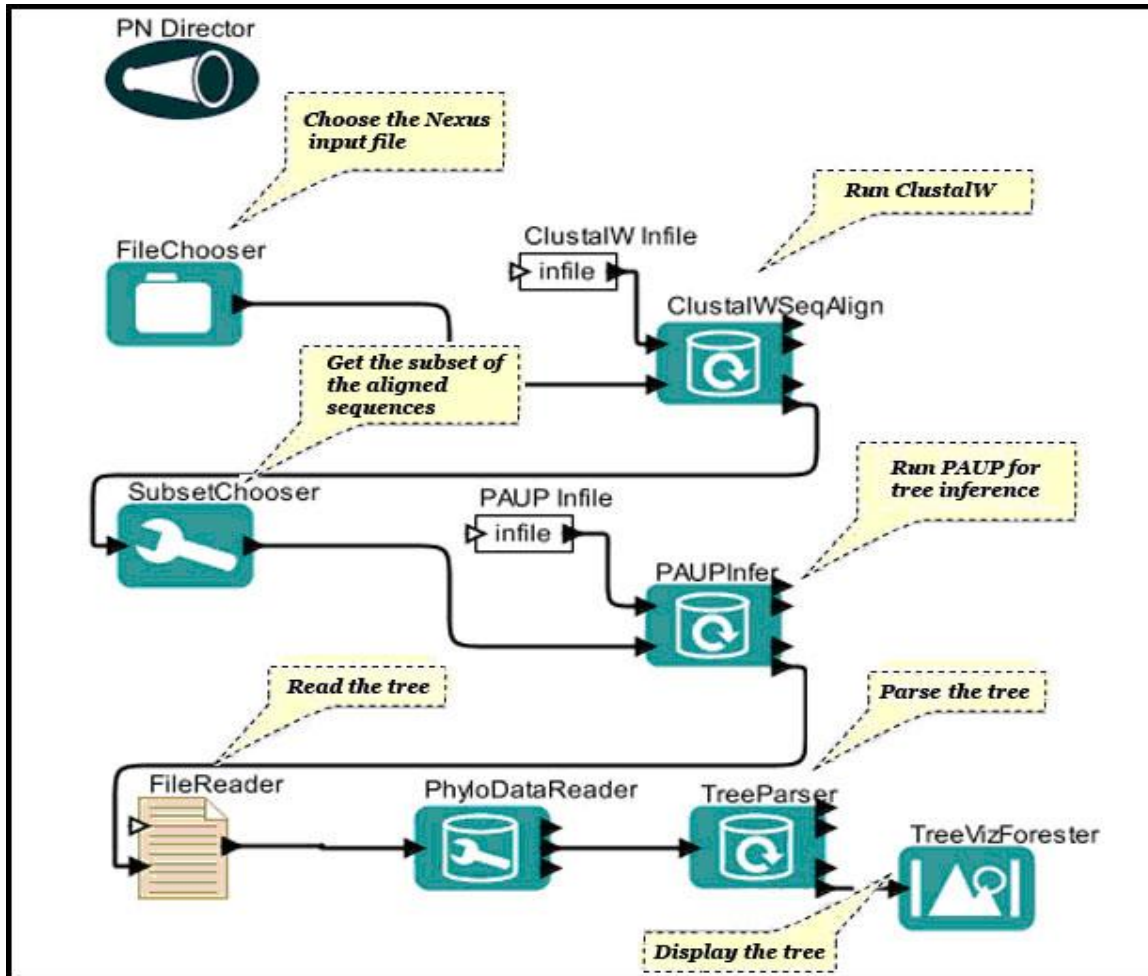 PN Director
Choose the Nexus
input file
Run ClustalW
FileChooser
ClustalW Infile
infile
ClustalWSeqAlign
Get the subset of
the aligned
sequences
Run PAUP for
tree inference
SubsetChooser
PAUP Infile
infile
PAUPInfer
Read the tree
Parse the tree
FileReader
PhyloDataReader
TreeParser
TreeVizForester
Display the tree